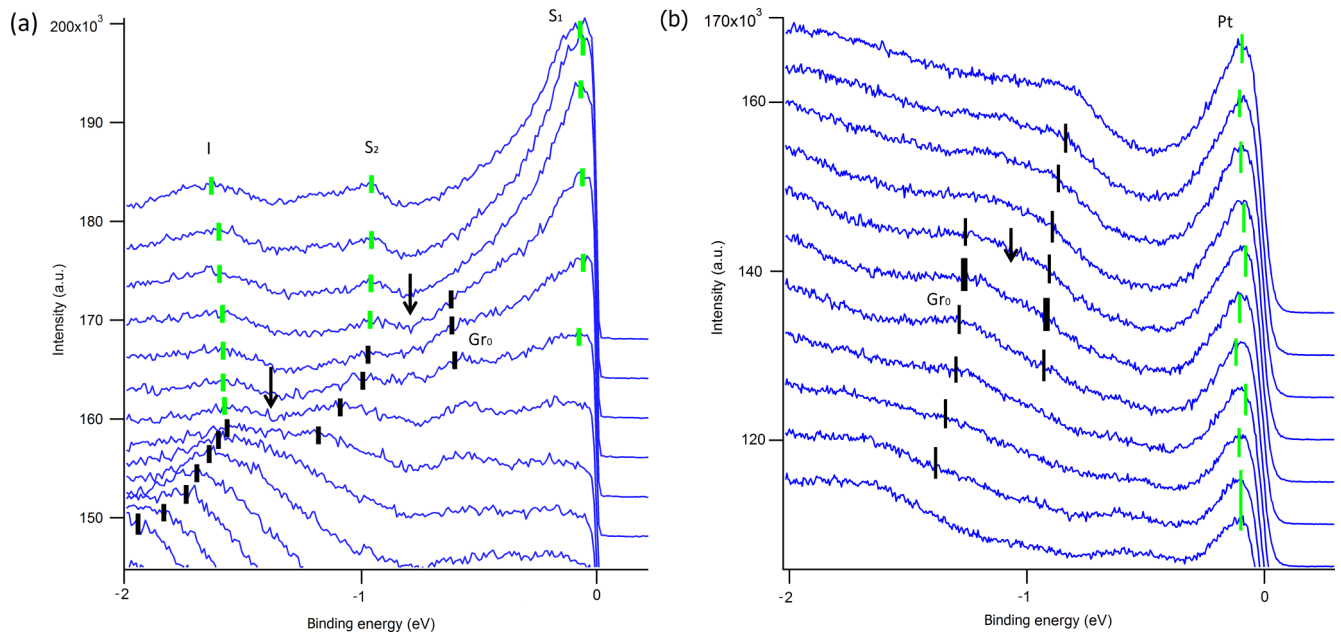 (a)
200x10³
190
180
170
160
150
Intensity (a.u.)
I
S₂
S₁
Gr₀
-2
-1
0
Binding energy (eV)
(b)
170x10³
160
140
120
Intensity (a.u.)
Pt
Gr₀
-2
-1
0
Binding energy (eV)